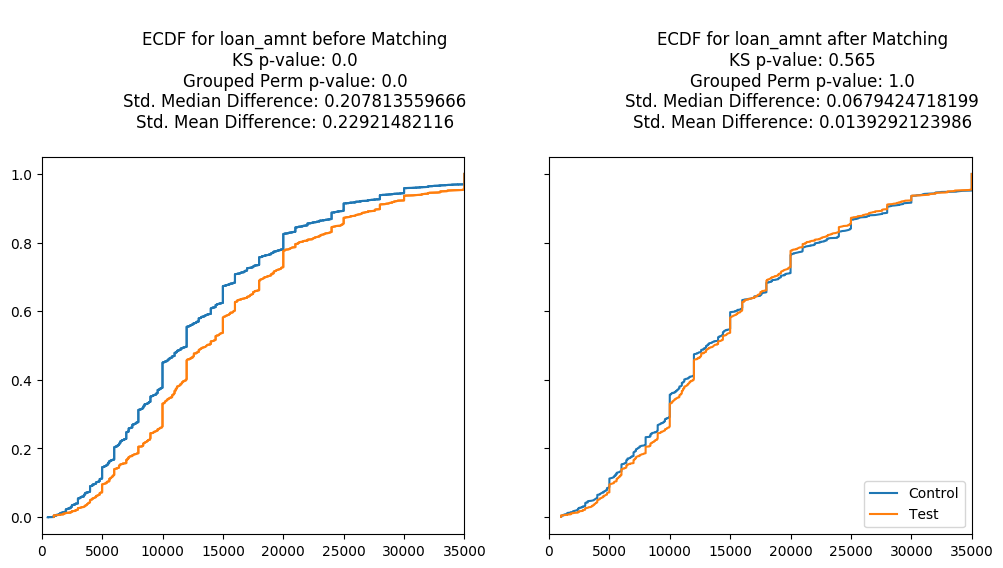 ECDF for loan_amnt before Matching
KS p-value: 0.0
Grouped Perm p-value: 0.0
Std. Median Difference: 0.207813559666
Std. Mean Difference: 0.22921482116
1.0
0.8
0.6
0.4
0.2
0.0
0 5000 10000 15000 20000 25000 30000 35000
ECDF for loan_amnt after Matching
KS p-value: 0.565
Grouped Perm p-value: 1.0
Std. Median Difference: 0.0679424718199
Std. Mean Difference: 0.0139292123986
Control
Test
0 5000 10000 15000 20000 25000 30000 35000